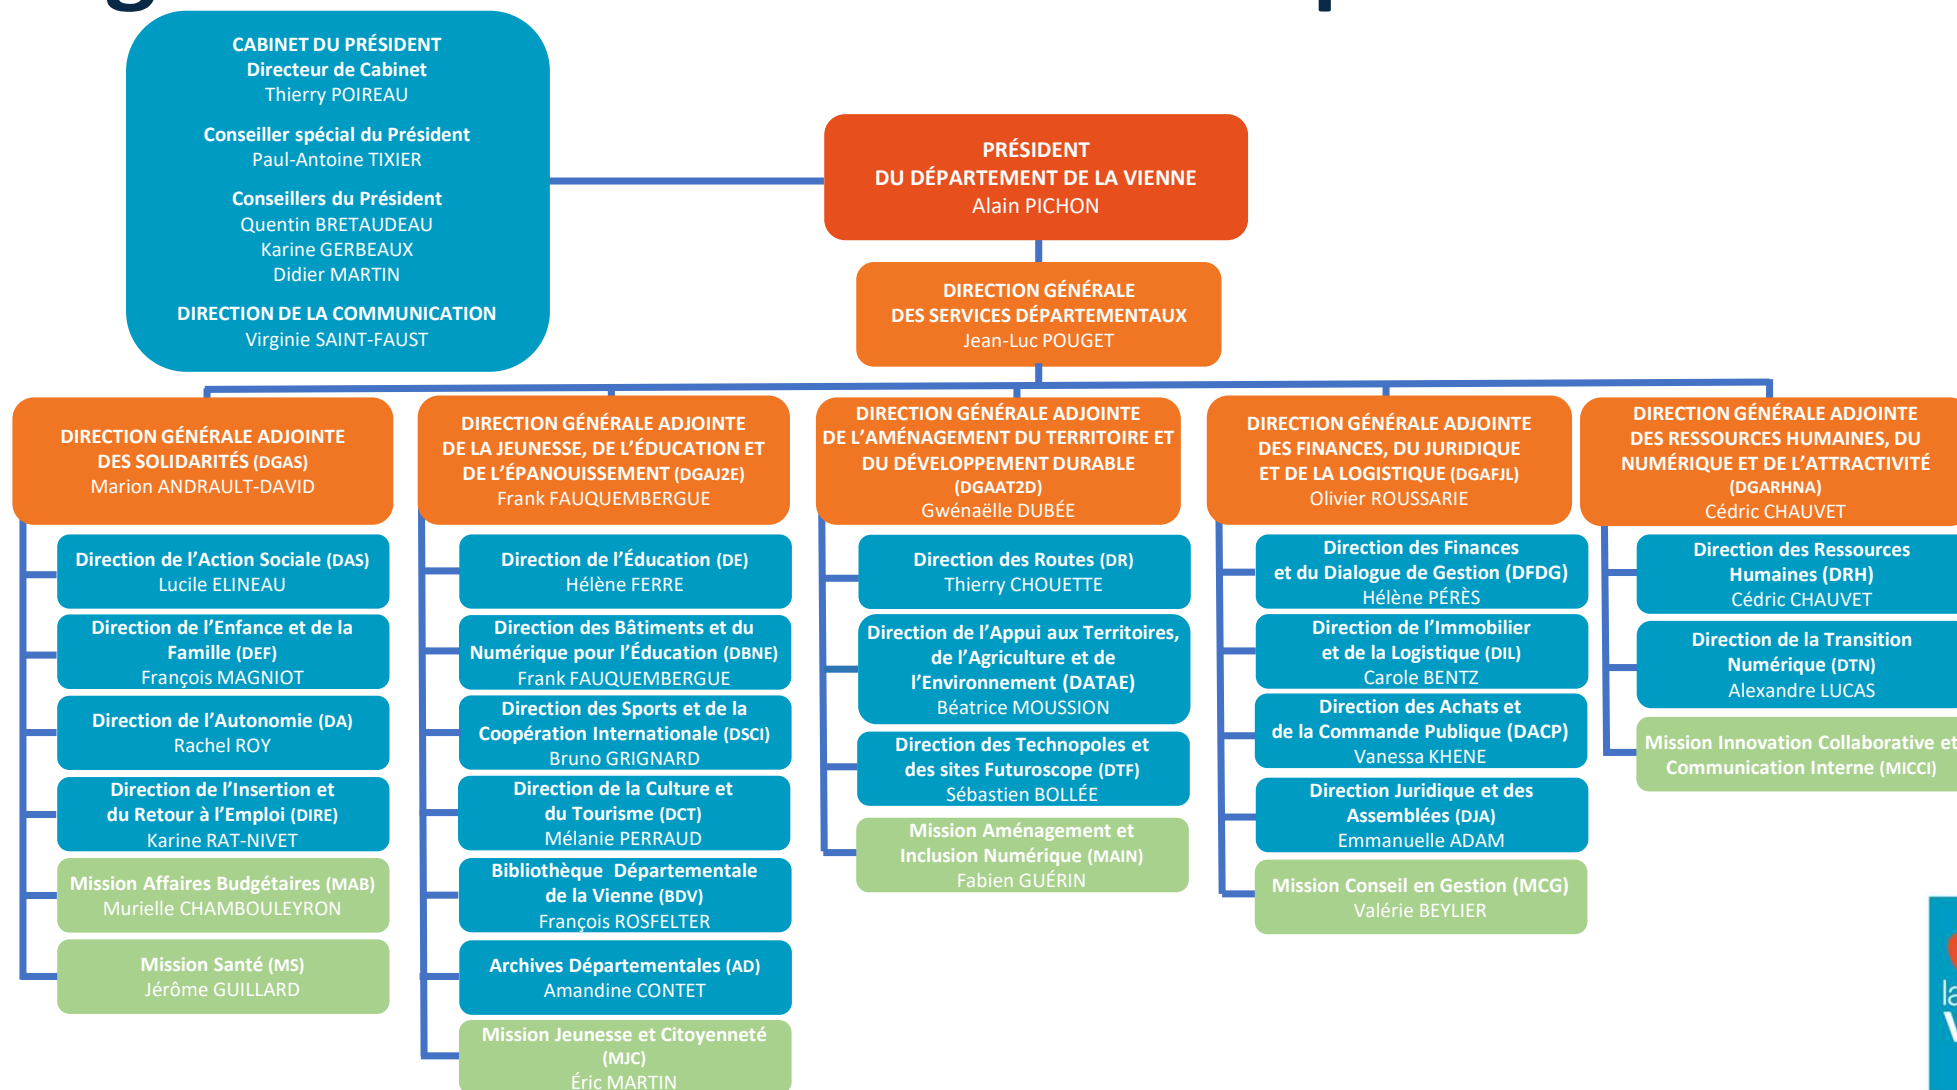 CABINET DU PRÉSIDENT
Directeur de Cabinet
Thierry POIREAU
Conseiller spécial du Président
Paul-Antoine TIXIER
Conseillers du Président
Quentin BRETAUDEAU
Karine GERBEAUX
Didier MARTIN
DIRECTION DE LA COMMUNICATION
Virginie SAINT-FAUST
PRÉSIDENT
DU DÉPARTEMENT DE LA VIENNE
Alain PICHON
DIRECTION GÉNÉRALE
DES SERVICES DÉPARTEMENTAUX
Jean-Luc POUGET
DIRECTION GÉNÉRALE ADJOINTE
DES SOLIDARITÉS (DGAS)
Marion ANDRAULT-DAVID
Direction de l'Action Sociale (DAS)
Lucile ELINEAU
Direction de l'Enfance et de la
Famille (DEF)
François MAGNIOT
Direction de l'Autonomie (DA)
Rachel ROY
Direction de l'Insertion et
du Retour à l'Emploi (DIRE)
Karine RAT-NIVET
Mission Affaires Budgétaires (MAB)
Murielle CHAMBOULEYRON
Mission Santé (MS)
Jérôme GUILLARD
DIRECTION GÉNÉRALE ADJOINTE
DE LA JEUNESSE, DE L'ÉDUCATION ET
DE L'ÉPANOUISSEMENT (DGAJ2E)
Frank FAUQUEMBERGUE
Direction de l'Éducation (DE)
Hélène FERRE
Direction des Bâtiments et du
Numérique pour l'Éducation (DBNE)
Frank FAUQUEMBERGUE
Direction des Sports et de la
Coopération Internationale (DSCI)
Bruno GRIGNARD
Direction de la Culture et
du Tourisme (DCT)
Mélanie PERRAUD
Bibliothèque Départementale
de la Vienne (BDV)
François ROSFELTER
Archives Départementales (AD)
Amandine CONTET
Mission Jeunesse et Citoyenneté
(MJC)
Éric MARTIN
DIRECTION GÉNÉRALE ADJOINTE
DE L'AMÉNAGEMENT DU TERRITOIRE ET
DU DÉVELOPPEMENT DURABLE
(DGAAT2D)
Gwénaëlle DUBÉE
Direction des Routes (DR)
Thierry CHOUETTE
Direction de l'Appui aux Territoires,
de l'Agriculture et de
l'Environnement (DATAE)
Béatrice MOUSSION
Direction des Technopoles et
des sites Futuroscope (DTF)
Sébastien BOLLÉE
Mission Aménagement et
Inclusion Numérique (MAIN)
Fabien GUÉRIN
DIRECTION GÉNÉRALE ADJOINTE
DES FINANCES, DU JURIDIQUE
ET DE LA LOGISTIQUE (DGAFJL)
Olivier ROUSSARIE
Direction des Finances
et du Dialogue de Gestion (DFDG)
Hélène PÉRÈS
Direction de l'Immobilier
et de la Logistique (DIL)
Carole BENTZ
Direction des Achats et
de la Commande Publique (DACP)
Vanessa KHENE
Direction Juridique et des
Assemblées (DJA)
Emmanuelle ADAM
Mission Conseil en Gestion (MCG)
Valérie BEYLIER
DIRECTION GÉNÉRALE ADJOINTE
DES RESSOURCES HUMAINES, DU
NUMÉRIQUE ET DE L'ATTRACTIVITÉ
(DGARHNA)
Cédric CHAUVET
Direction des Ressources
Humaines (DRH)
Cédric CHAUVET
Direction de la Transition
Numérique (DTN)
Alexandre LUCAS
Mission Innovation Collaborative et
Communication Interne (MICCI)